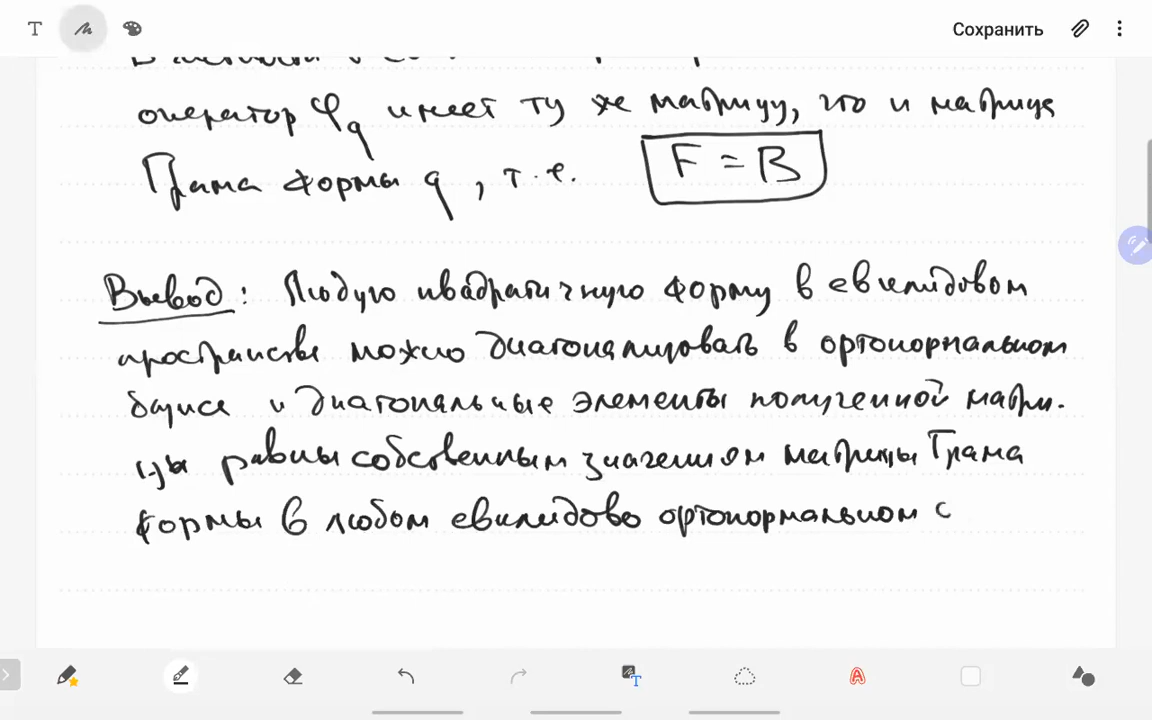 Сохранить
оператор φq имеет ту же матрицу, что и матрица
Грама формы q, т.е. F = B
Вывод: Любую квадратичную форму в евклидовом
пространстве можно диагонализировать в ортонормальном
базисе и диагональные элементы полученной матри-
цы равны собственным значениям матрицы Грама
формы в любом евклидово ортонормальном